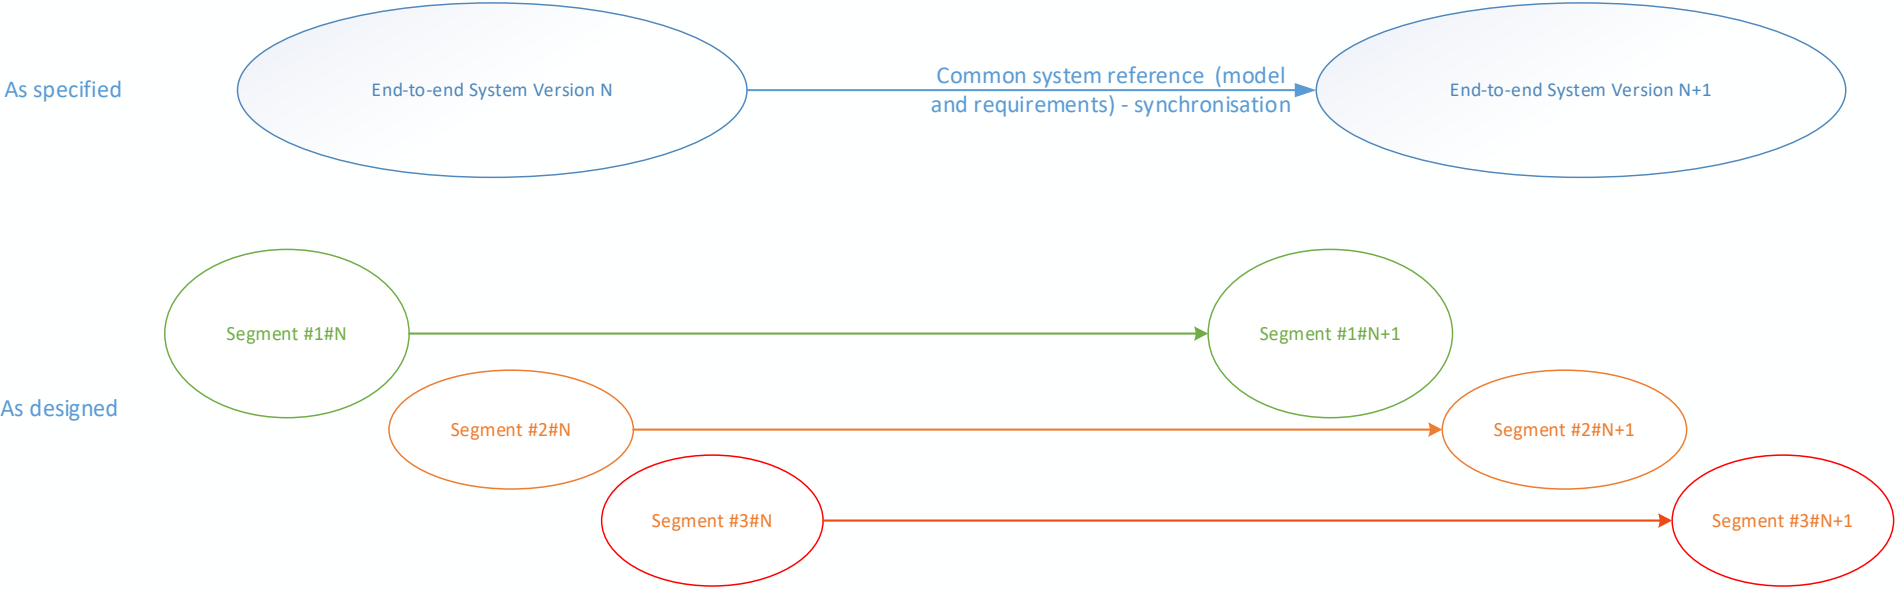 As specified
End-to-end System Version N
Common system reference (model
and requirements) - synchronisation
End-to-end System Version N+1
Segment #1#N
Segment #1#N+1
As designed
Segment #2#N
Segment #2#N+1
Segment #3#N
Segment #3#N+1